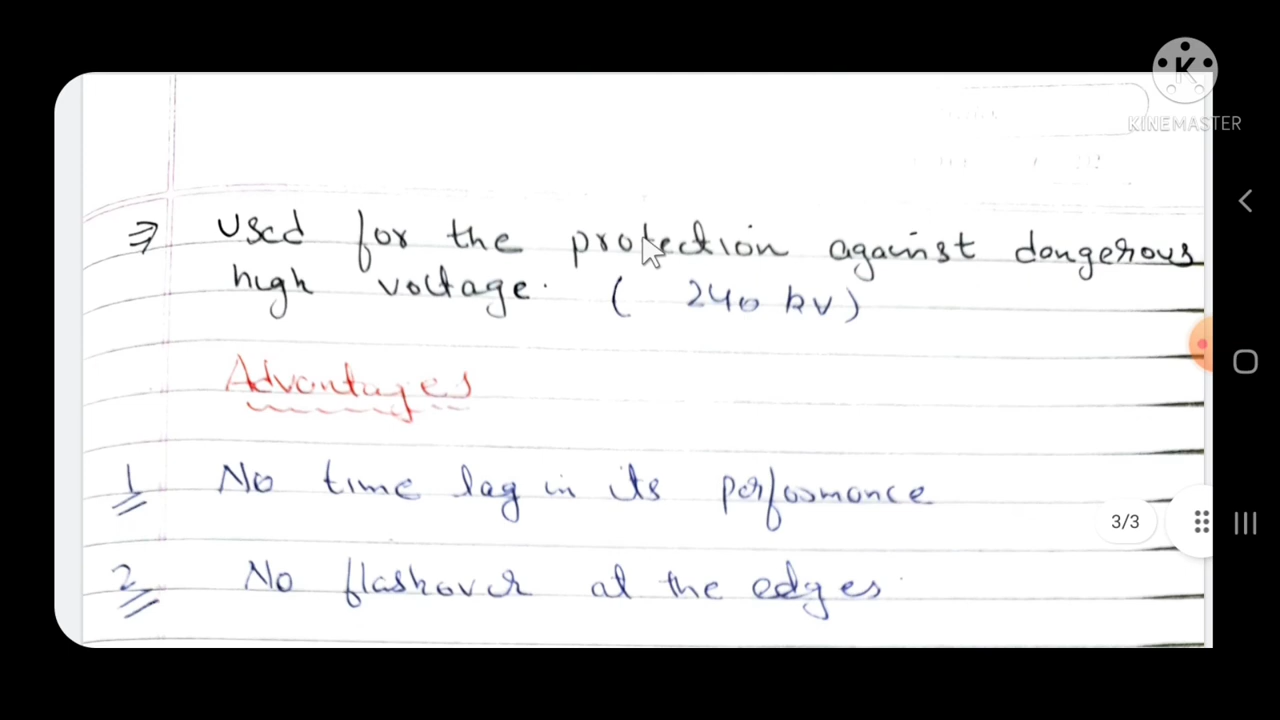 K
KINEMASTER
⇒ Used for the protection against dangerous
high voltage. ( 240 kv)
Advantages
1 No time lag in its performance
3/3
2 No flashover at the edges